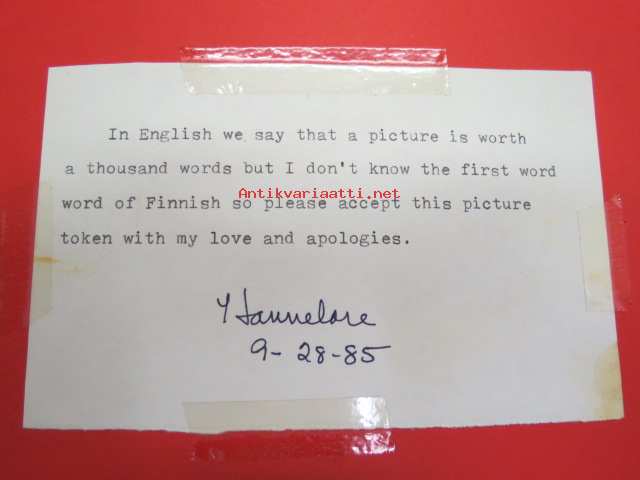 In English we say that a picture is worth
a thousand words but I don't know the first word
Antikvariaatti.net
word of Finnish so please accept this picture
token with my love and apologies.
Hannelore
9-28-85